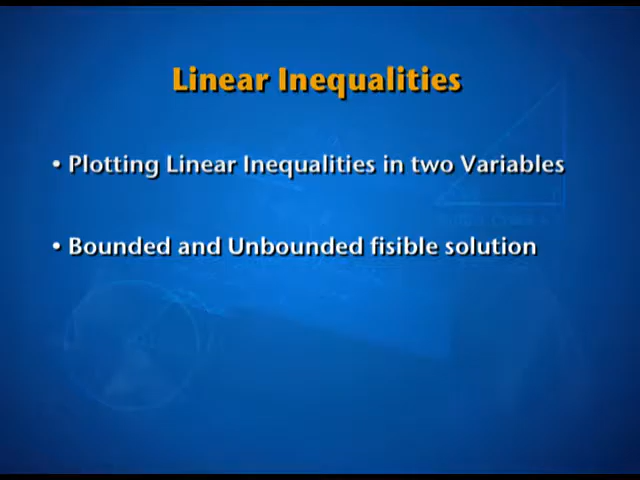 Linear Inequalities
• Plotting Linear Inequalities in two Variables
• Bounded and Unbounded fisible solution